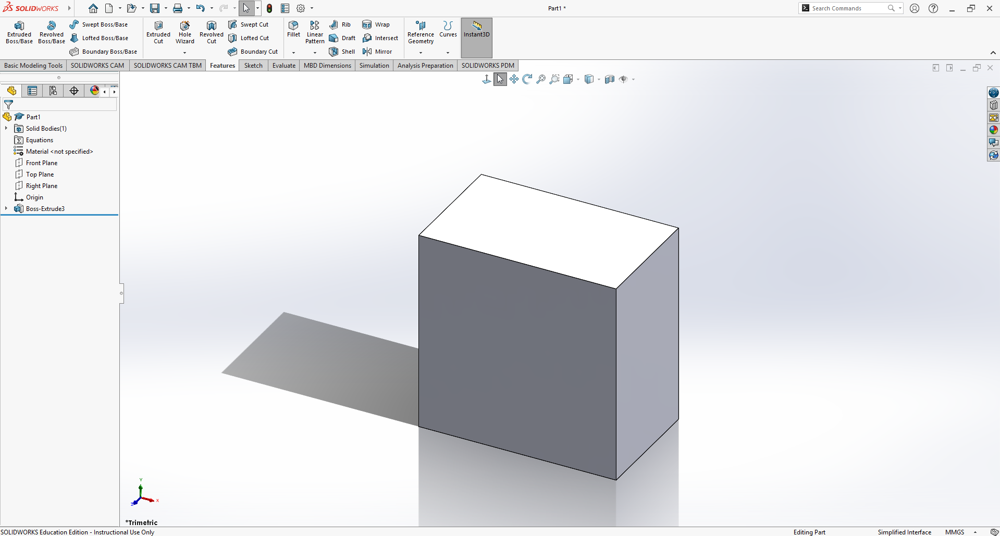 SOLIDWORKS
Part1 *
Search Commands
Extruded Boss/Base
Revolved Boss/Base
Swept Boss/Base
Lofted Boss/Base
Boundary Boss/Base
Extruded Cut
Hole Wizard
Revolved Cut
Swept Cut
Lofted Cut
Boundary Cut
Fillet
Linear Pattern
Rib
Draft
Shell
Wrap
Intersect
Mirror
Reference Geometry
Curves
Instant3D
Basic Modeling Tools
SOLIDWORKS CAM
SOLIDWORKS CAM TBM
Features
Sketch
Evaluate
MBD Dimensions
Simulation
Analysis Preparation
SOLIDWORKS PDM
Part1
Solid Bodies(1)
Equations
Material <not specified>
Front Plane
Top Plane
Right Plane
Origin
Boss-Extrude3
Y
X
Z
*Trimetric
SOLIDWORKS Education Edition - Instructional Use Only
Editing Part
Simplified Interface
MMGS